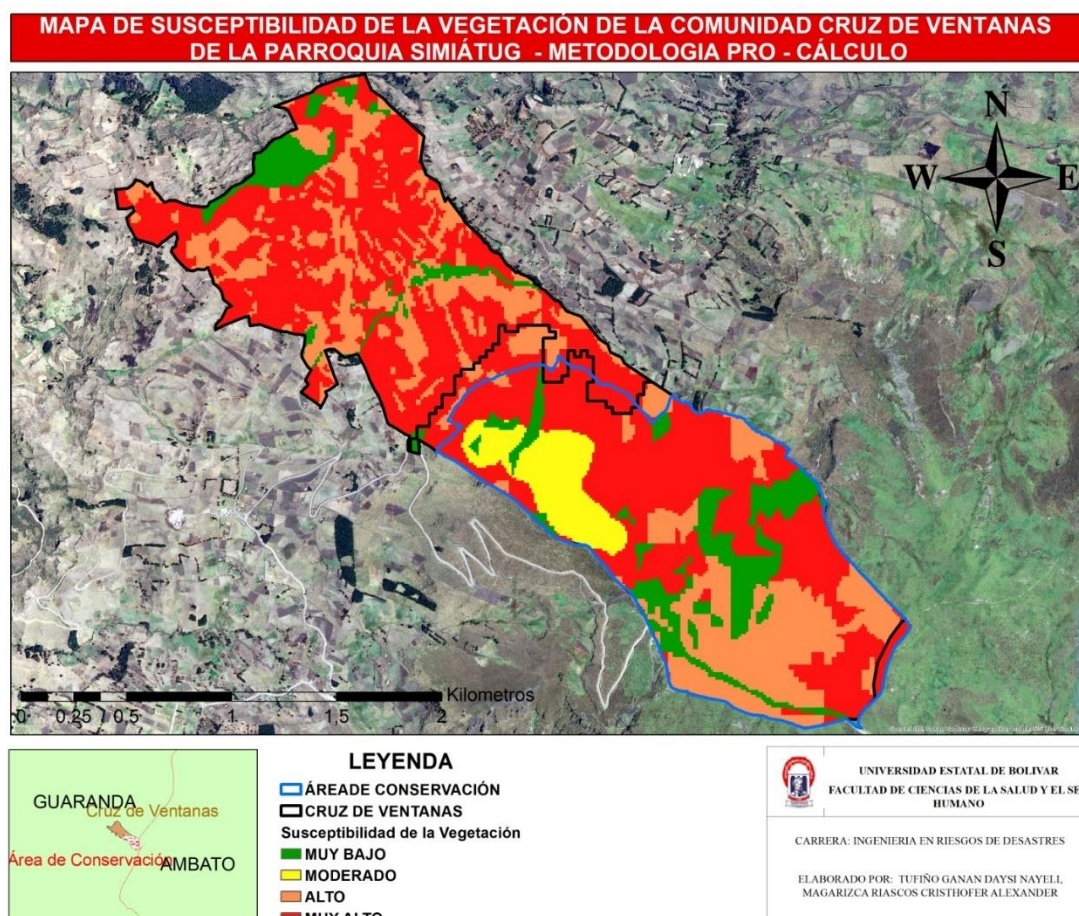 MAPA DE SUSCEPTIBILIDAD DE LA VEGETACIÓN DE LA COMUNIDAD CRUZ DE VENTANAS
DE LA PARROQUIA SIMIÁTUG - METODOLOGIA PRO - CÁLCULO
N
W E
S
Kilometros
0 0,25 0,5 1 1,5 2
GUARANDA
Cruz de Ventanas
Área de Conservación
AMBATO
LEYENDA
ÁREADE CONSERVACIÓN
CRUZ DE VENTANAS
Susceptibilidad de la Vegetación
MUY BAJO
MODERADO
ALTO
MUY ALTO
UNIVERSIDAD ESTATAL DE BOLIVAR
FACULTAD DE CIENCIAS DE LA SALUD Y EL SE
HUMANO
CARRERA: INGENIERIA EN RIESGOS DE DESASTRES
ELABORADO POR: TUFIÑO GANAN DAYSI NAYELI,
MAGARIZCA RIASCOS CRISTHOFER ALEXANDER